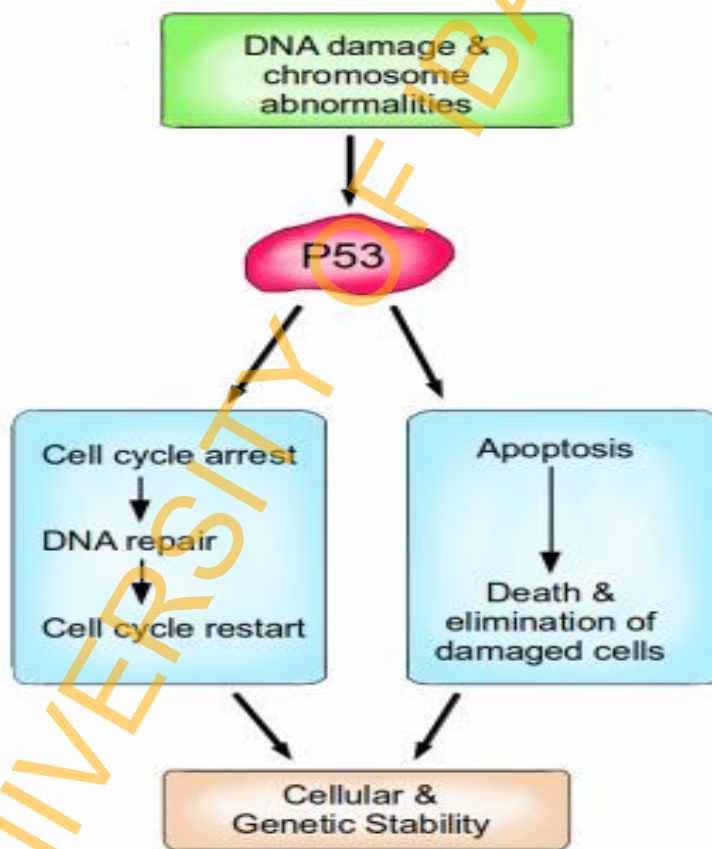 DNA damage &
chromosome
abnormalities
P53
Cell cycle arrest
DNA repair
Cell cycle restart
Apoptosis
Death &
elimination of
damaged cells
Cellular &
Genetic Stability
UNIVERSITY OF IBA